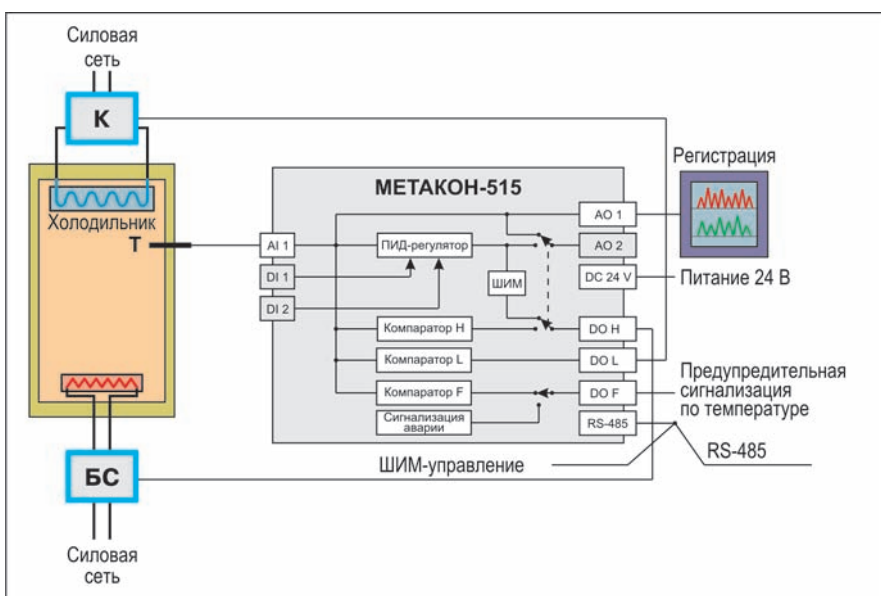 Силовая
сеть
К
Холодильник
Т
БС
Силовая
сеть
МЕТАКОН-515
AI 1
DI 1
DI 2
ПИД-регулятор
ШИМ
Компаратор H
Компаратор L
Компаратор F
Сигнализация
аварии
AO 1
AO 2
DC 24 V
DO H
DO L
DO F
RS-485
Регистрация
Питание 24 В
Предупредительная
сигнализация
по температуре
ШИМ-управление
RS-485